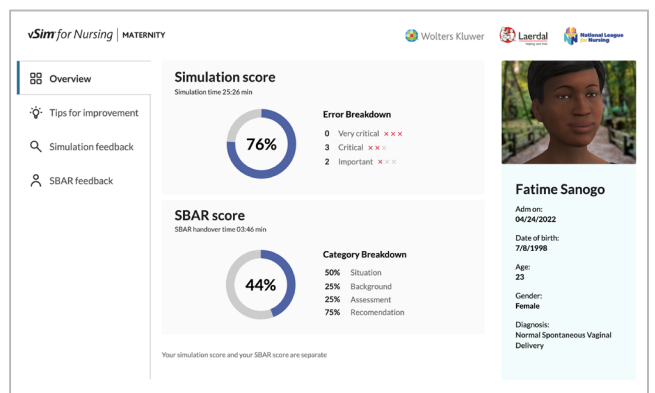 vSim for Nursing | MATERNITY
Wolters Kluwer
Laerdal
helping save lives
National League
for Nursing
Overview
Tips for improvement
Simulation feedback
SBAR feedback
Simulation score
Simulation time 25:26 min
76%
Error Breakdown
0 Very critical ×××
3 Critical ×××
2 Important ×××
SBAR score
SBAR handover time 03:46 min
44%
Category Breakdown
50% Situation
25% Background
25% Assessment
75% Recomendation
Your simulation score and your SBAR score are separate
Fatime Sanogo
Adm on:
04/24/2022
Date of birth:
7/8/1998
Age:
23
Gender:
Female
Diagnosis:
Normal Spontaneous Vaginal
Delivery